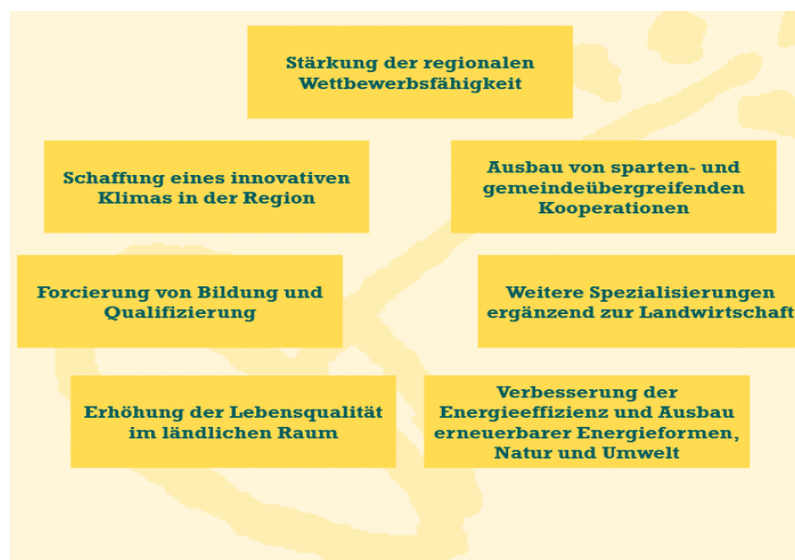 Stärkung der regionalen
Wettbewerbsfähigkeit
Schaffung eines innovativen
Klimas in der Region
Ausbau von sparten- und
gemeindeübergreifenden
Kooperationen
Forcierung von Bildung und
Qualifizierung
Weitere Spezialisierungen
ergänzend zur Landwirtschaft
Erhöhung der Lebensqualität
im ländlichen Raum
Verbesserung der
Energieeffizienz und Ausbau
erneuerbarer Energieformen,
Natur und Umwelt